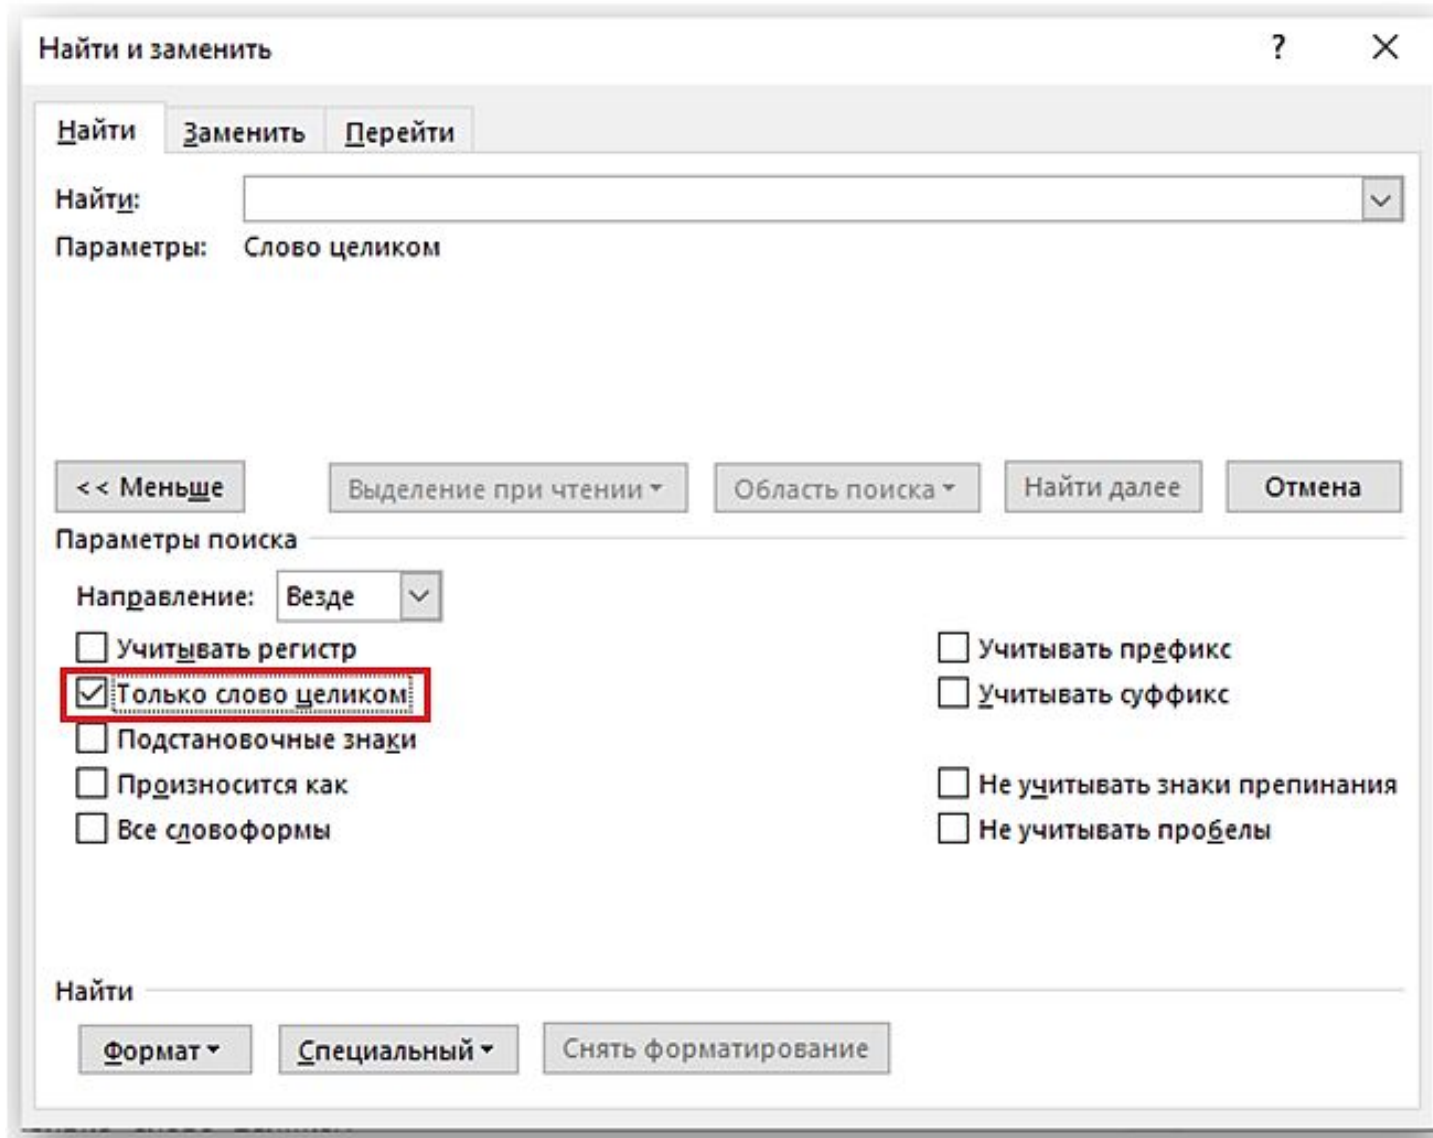 Найти и заменить ?
Найти Заменить Перейти
Найти:
Параметры: Слово целиком
<< Меньше Выделение при чтении Область поиска Найти далее Отмена
Параметры поиска
Направление: Везде
Учитывать регистр Учитывать префикс
Только слово целиком Учитывать суффикс
Подстановочные знаки
Произносится как Не учитывать знаки препинания
Все словоформы Не учитывать пробелы
Найти
Формат Специальный Снять форматирование